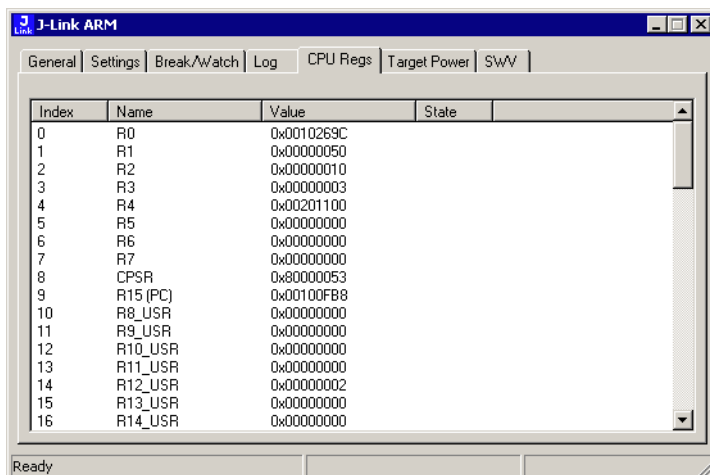 J Link J-Link ARM
General Settings Break/Watch Log CPU Regs Target Power SWV
Index Name Value State
0 R0 0x0010269C
1 R1 0x00000050
2 R2 0x00000010
3 R3 0x00000003
4 R4 0x00201100
5 R5 0x00000000
6 R6 0x00000000
7 R7 0x00000000
8 CPSR 0x80000053
9 R15 (PC) 0x00100FB8
10 R8_USR 0x00000000
11 R9_USR 0x00000000
12 R10_USR 0x00000000
13 R11_USR 0x00000000
14 R12_USR 0x00000002
15 R13_USR 0x00000000
16 R14_USR 0x00000000
Ready